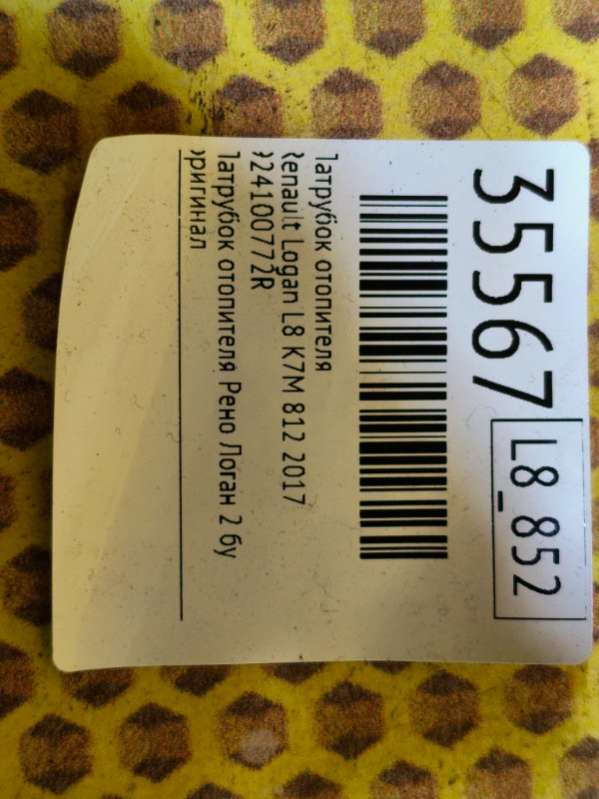 35567 L8_852
Патрубок отопителя
Renault Logan L8 K7M 812 2017
924100772R
Патрубок отопителя Рено Логан 2 бу
оригинал